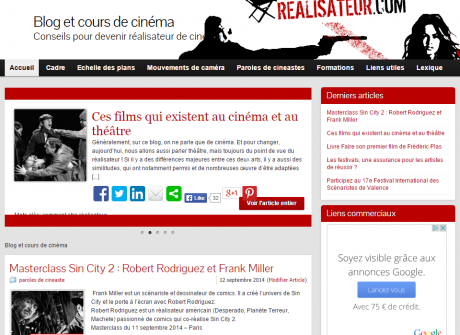 Blog et cours de cinéma
Conseils pour devenir réalisateur de
REALISATEUR.COM
Accueil Cadre Echelle des plans Mouvements de caméra Paroles de cineastes Formations Liens utiles Lexique
Ces films qui existent au cinéma et au
théâtre
Généralement, sur ce blog, on ne parle que de cinéma. Et pour changer,
aujourd'hui, nous allons aussi parler théâtre, mais toujours du point de vue du
réalisateur ! Si il y a des différences majeures entre ces deux arts, il y a aussi des
similitudes, qui ont notamment permis et de nombreuses œuvre d'être adaptées
[...]
Like 32
g+1
Voir l'article entier
Derniers articles
Masterclass Sin City 2 : Robert Rodriguez et
Frank Miller
Ces films qui existent au cinéma et au théâtre
Livre Faire son premier film de Frédéric Plas
Les festivals, une assurance pour les artistes
de réussir ?
Participez au 17e Festival International des
Scénaristes de Valence
Liens commerciaux
Soyez visible grâce aux
annonces Google.
Lancez-vous
Avec 75 € de crédit.
Google
Blog et cours de cinéma
Masterclass Sin City 2 : Robert Rodriguez et Frank Miller
paroles de cineaste 12 septembre 2014 (Modifier Article)
Frank Miller est un scénariste et dessinateur de comics. Il a créé l'univers de Sin
City et le porte à l'écran avec Robert Rodriguez.
Robert Rodriguez est un réalisateur américain (Desperado, Planète Terreur,
Machete) passionné de comics qui co-réalise Sin City 2.
Masterclass du 11 septembre 2014 – Paris